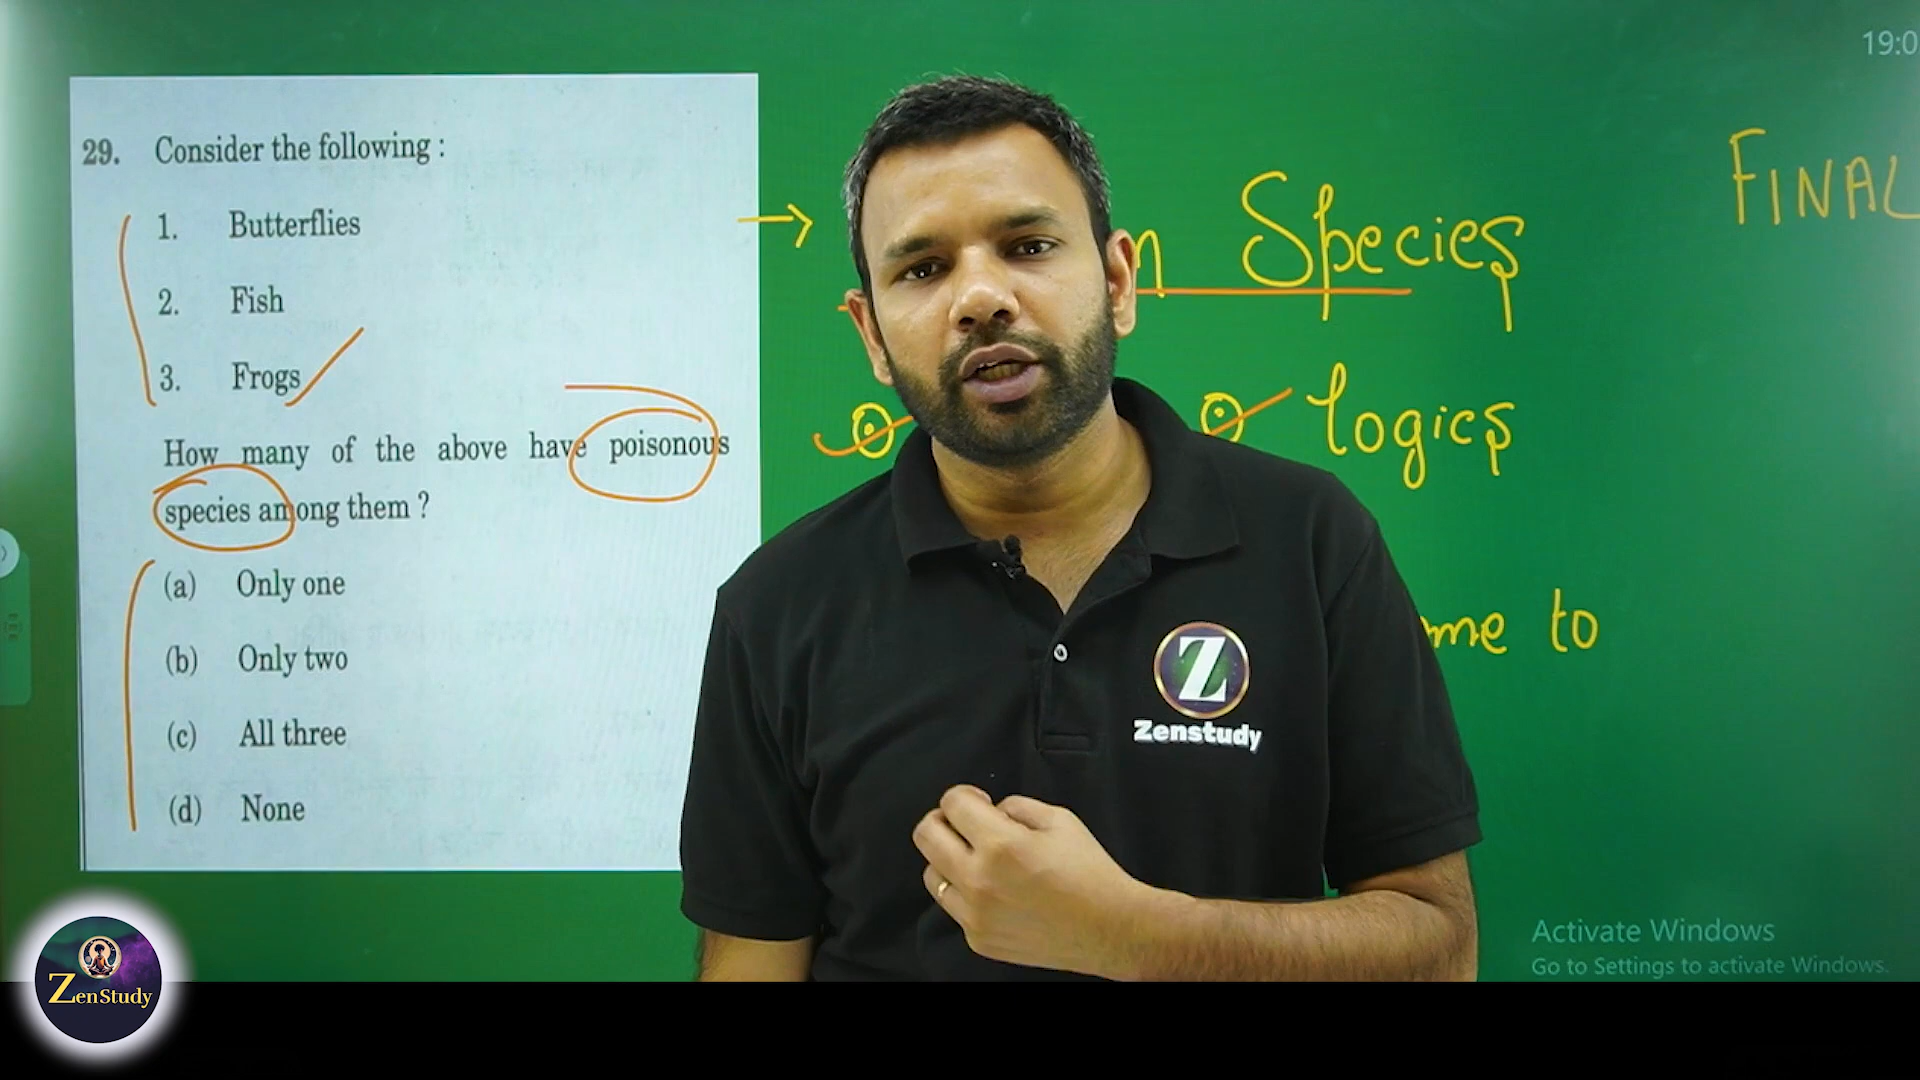 19:0
29. Consider the following :
1. Butterflies
2. Fish
3. Frogs
How many of the above have poisonous
species among them ?
(a) Only one
(b) Only two
(c) All three
(d) None
Species
FINAL
logics
to
Zenstudy
Activate Windows
Go to Settings to activate Windows.
ZenStudy